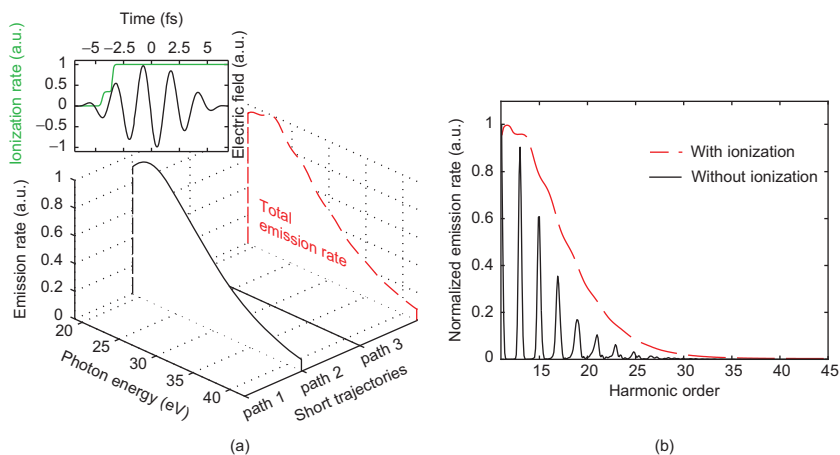 (a)
Time (fs)
−5 −2.5 0 2.5 5
Ionization rate (a.u.)
1
0.5
0
−0.5
−1
Electric field (a.u.)
Emission rate (a.u.)
1
0.8
0.6
0.4
0.2
0
Total
emission rate
20
25
30
35
40
Photon energy (eV)
path 1
path 2
path 3
Short trajectories
(a)
(b)
Normalized emission rate (a.u.)
1
0.8
0.6
0.4
0.2
0
With ionization
Without ionization
15 20 25 30 35 40 45
Harmonic order
(b)